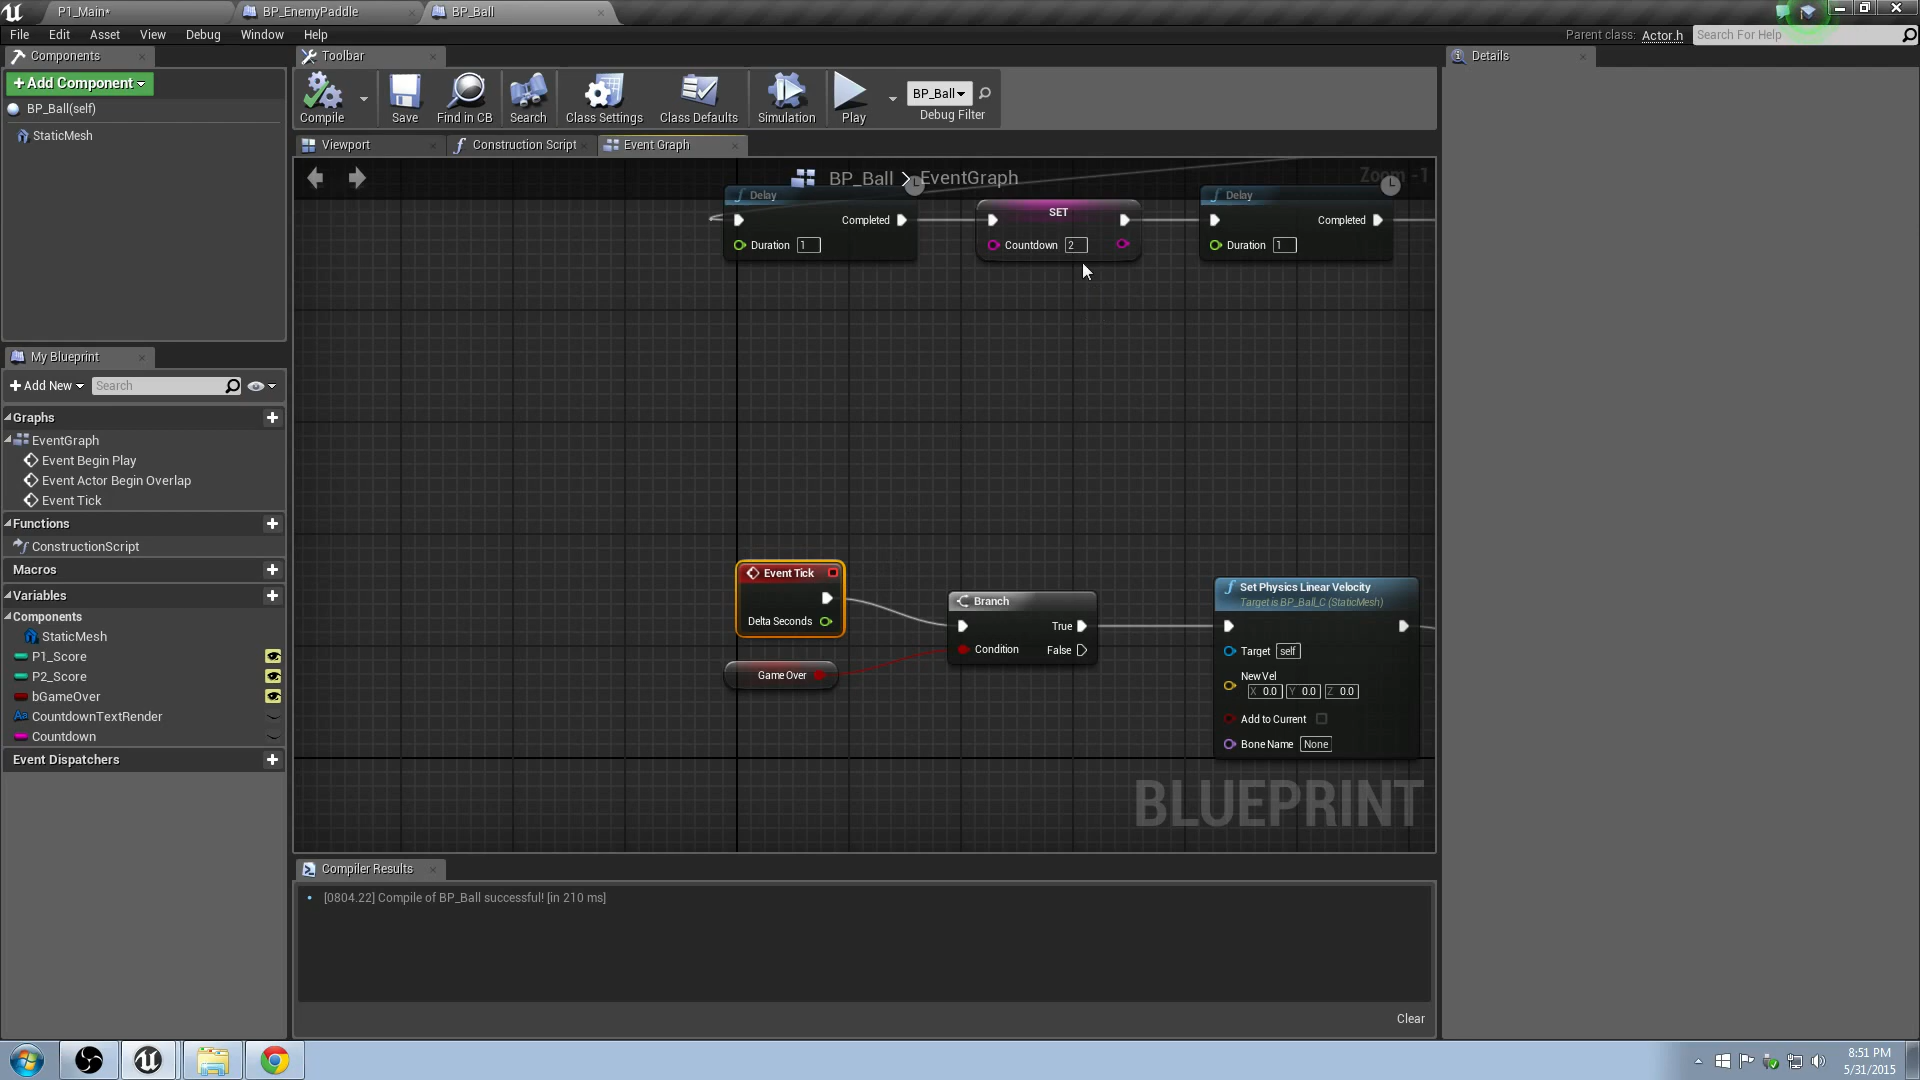 P1_Main*
BP_EnemyPaddle
BP_Ball
File Edit Asset View Debug Window Help
Parent class: Actor.h
Search For Help
Components
Toolbar
Details
+Add Component
BP_Ball(self)
StaticMesh
Compile
Save
Find in CB
Search
Class Settings
Class Defaults
Simulation
Play
BP_Ball
Debug Filter
Viewport
Construction Script
Event Graph
BP_Ball > EventGraph
Zoom -1
Delay
Completed
Duration 1
SET
Countdown 2
Delay
Completed
Duration 1
My Blueprint
+Add New
Search
Graphs
EventGraph
Event Begin Play
Event Actor Begin Overlap
Event Tick
Functions
ConstructionScript
Macros
Variables
Components
StaticMesh
P1_Score
P2_Score
bGameOver
CountdownTextRender
Countdown
Event Dispatchers
Event Tick
Delta Seconds
Game Over
Branch
True
Condition
False
Set Physics Linear Velocity
Target is BP_Ball_C (StaticMesh)
Target self
New Vel
X 0.0 Y 0.0 Z 0.0
Add to Current
Bone Name None
BLUEPRINT
Compiler Results
[0804.22] Compile of BP_Ball successful! [in 210 ms]
Clear
8:51 PM
5/31/2015